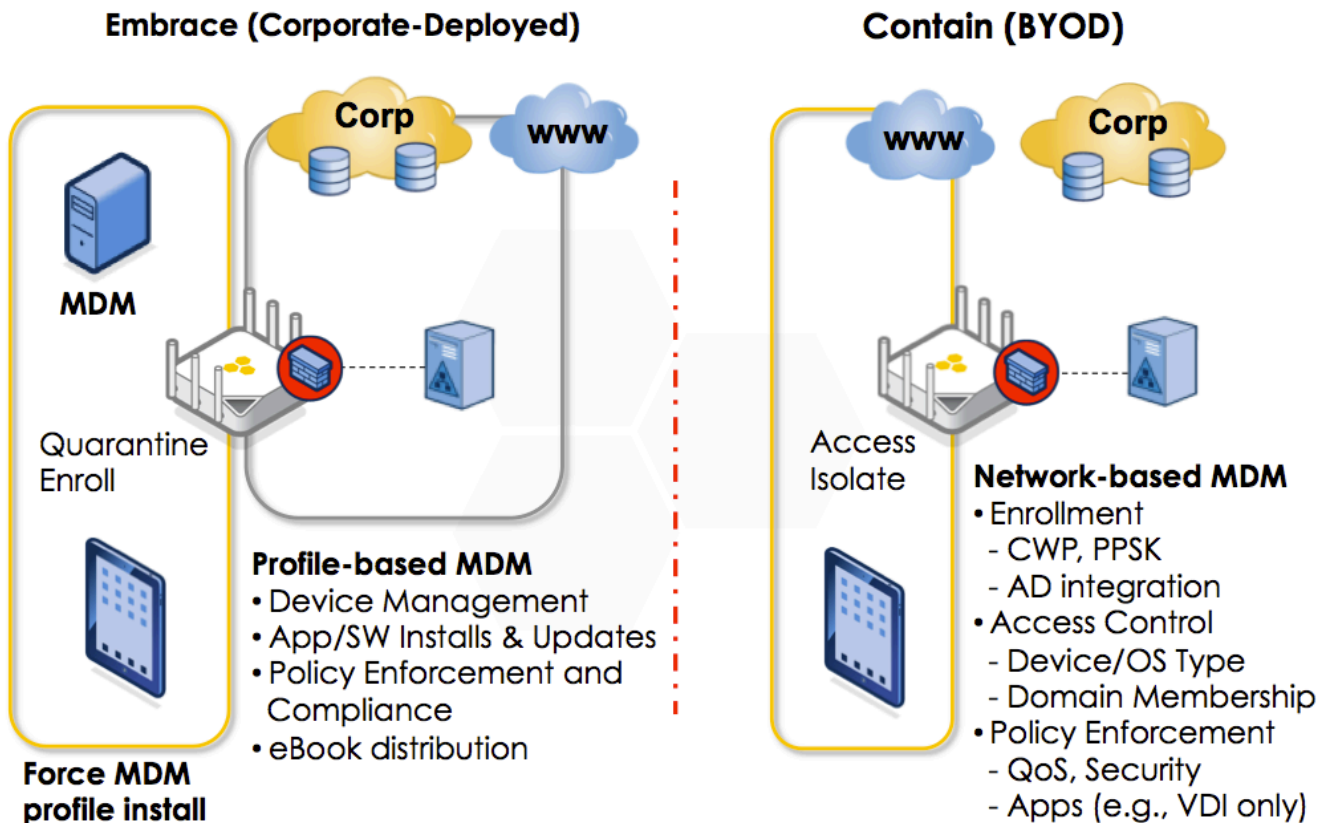 Embrace (Corporate-Deployed)
Corp
www
MDM
Quarantine
Enroll
Profile-based MDM
• Device Management
• App/SW Installs & Updates
• Policy Enforcement and
Compliance
• eBook distribution
Force MDM
profile install
Contain (BYOD)
www
Corp
Access
Isolate
Network-based MDM
• Enrollment
- CWP, PPSK
- AD integration
• Access Control
- Device/OS Type
- Domain Membership
• Policy Enforcement
- QoS, Security
- Apps (e.g., VDI only)